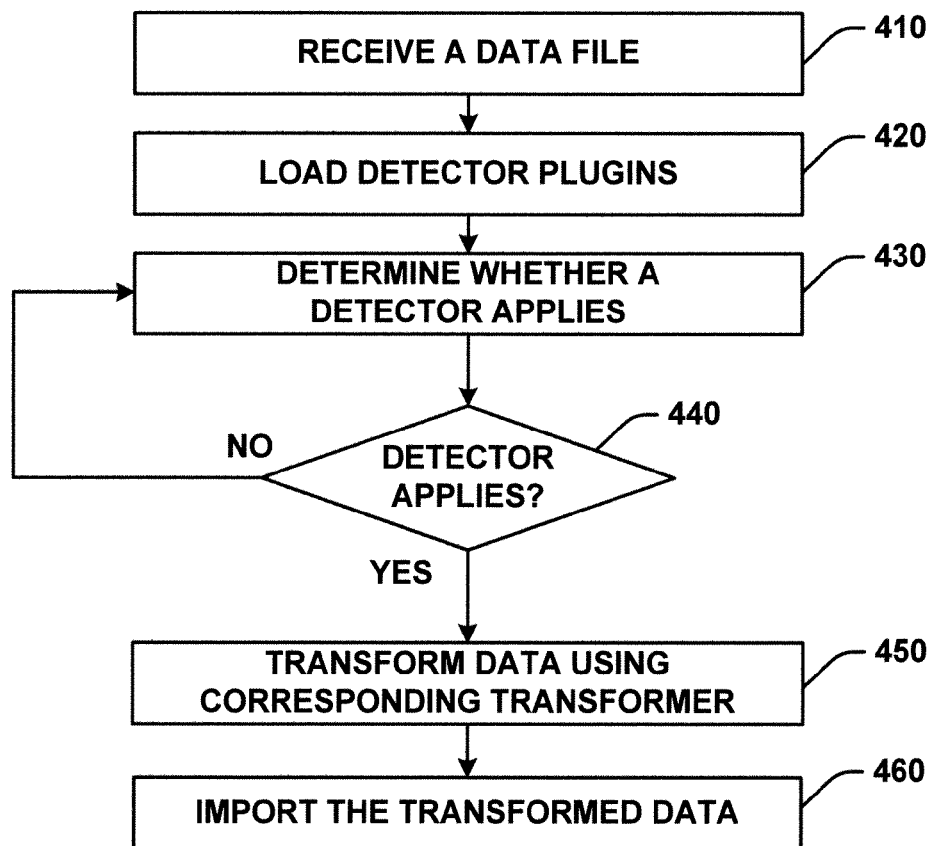 RECEIVE A DATA FILE
410
LOAD DETECTOR PLUGINS
420
DETERMINE WHETHER A
DETECTOR APPLIES
430
DETECTOR
APPLIES?
440
NO
YES
TRANSFORM DATA USING
CORRESPONDING TRANSFORMER
450
IMPORT THE TRANSFORMED DATA
460